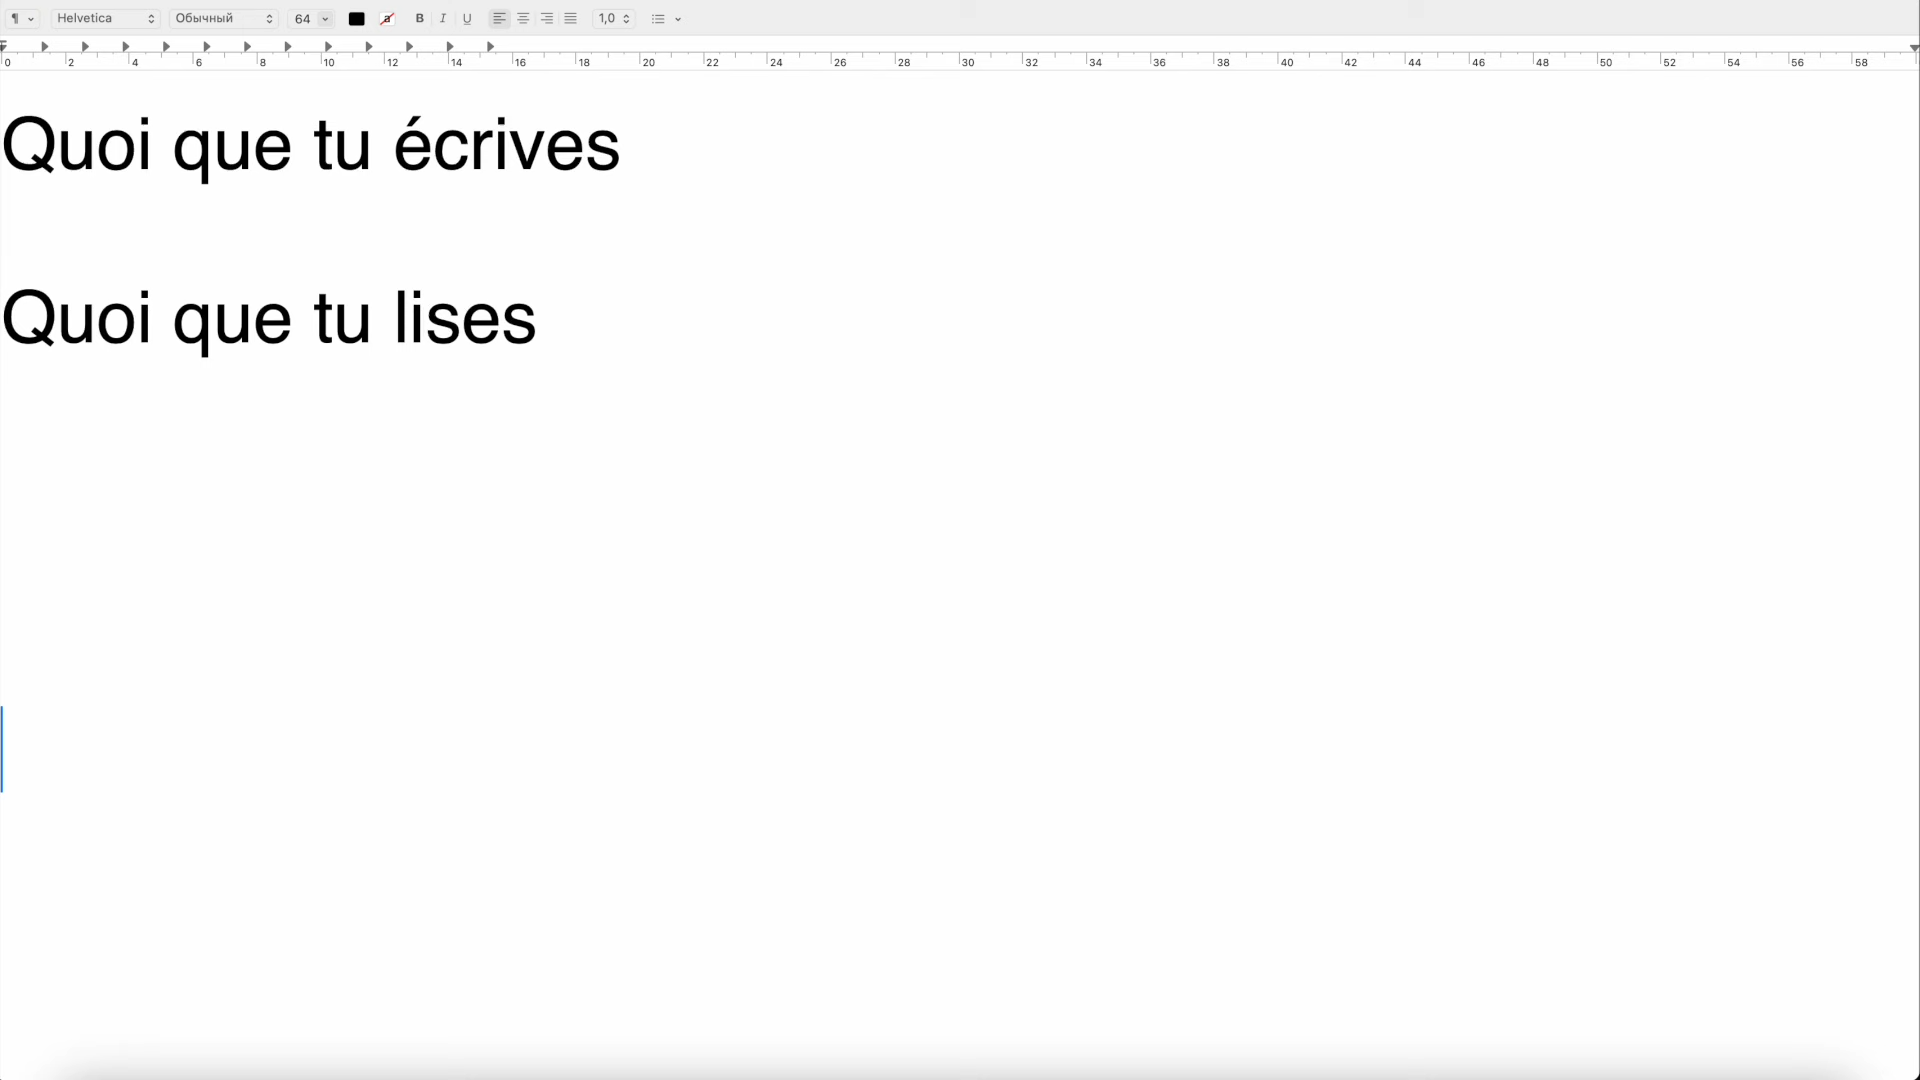 ¶ Helvetica Обычный 64 a B I U 1,0
0 2 4 6 8 10 12 14 16 18 20 22 24 26 28 30 32 34 36 38 40 42 44 46 48 50 52 54 56 58
Quoi que tu écrives
Quoi que tu lises